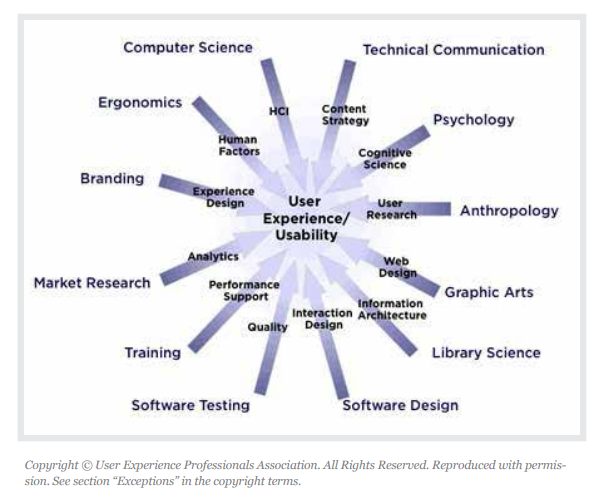 Computer Science
Technical Communication
Ergonomics
HCI
Content
Strategy
Psychology
Human
Factors
Cognitive
Science
Branding
Experience
Design
User
Experience/
Usability
User
Research
Anthropology
Analytics
Web
Design
Market Research
Performance
Support
Graphic Arts
Information
Architecture
Quality
Interaction
Design
Training
Library Science
Software Testing
Software Design
Copyright © User Experience Professionals Association. All Rights Reserved. Reproduced with permis-
sion. See section “Exceptions” in the copyright terms.